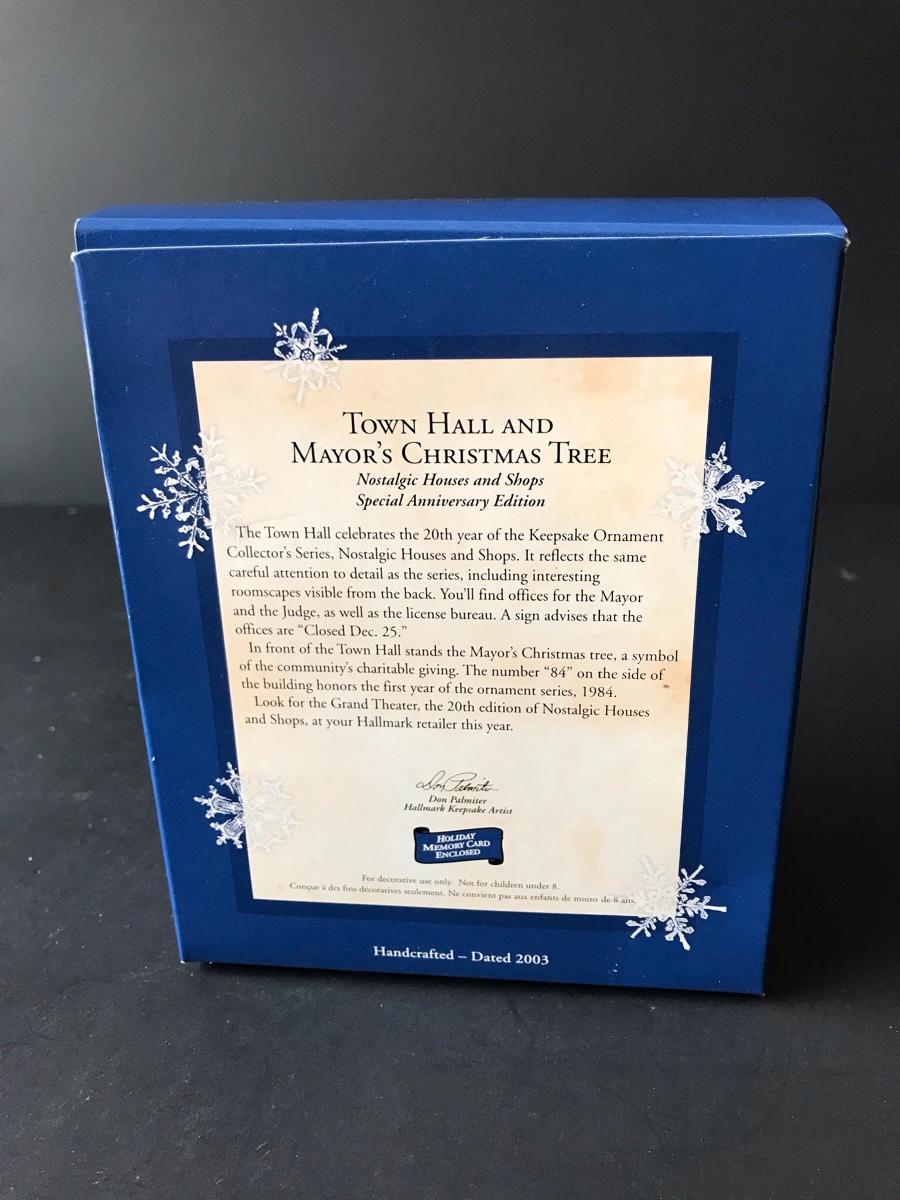 Town Hall and
Mayor's Christmas Tree
Nostalgic Houses and Shops
Special Anniversary Edition
The Town Hall celebrates the 20th year of the Keepsake Ornament
Collector's Series, Nostalgic Houses and Shops. It reflects the same
careful attention to detail as the series, including interesting
roomscapes visible from the back. You'll find offices for the Mayor
and the Judge, as well as the license bureau. A sign advises that the
offices are "Closed Dec. 25."
In front of the Town Hall stands the Mayor's Christmas tree, a symbol
of the community's charitable giving. The number "84" on the side of
the building honors the first year of the ornament series, 1984.
Look for the Grand Theater, the 20th edition of Nostalgic Houses
and Shops, at your Hallmark retailer this year.
Don Palmiter
Don Palmiter
Hallmark Keepsake Artist
Holiday
Memory Card
Enclosed
For decorative use only. Not for children under 8.
Conçue à des fins décoratives seulement. Ne convient pas aux enfants de moins de 8 ans.
Handcrafted – Dated 2003